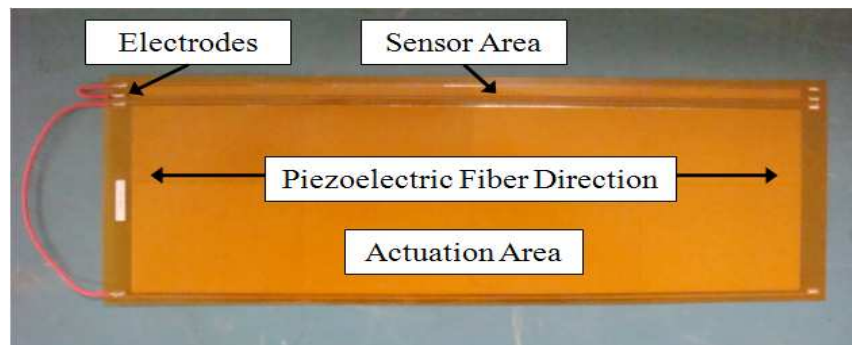 Electrodes
Sensor Area
Piezoelectric Fiber Direction
Actuation Area